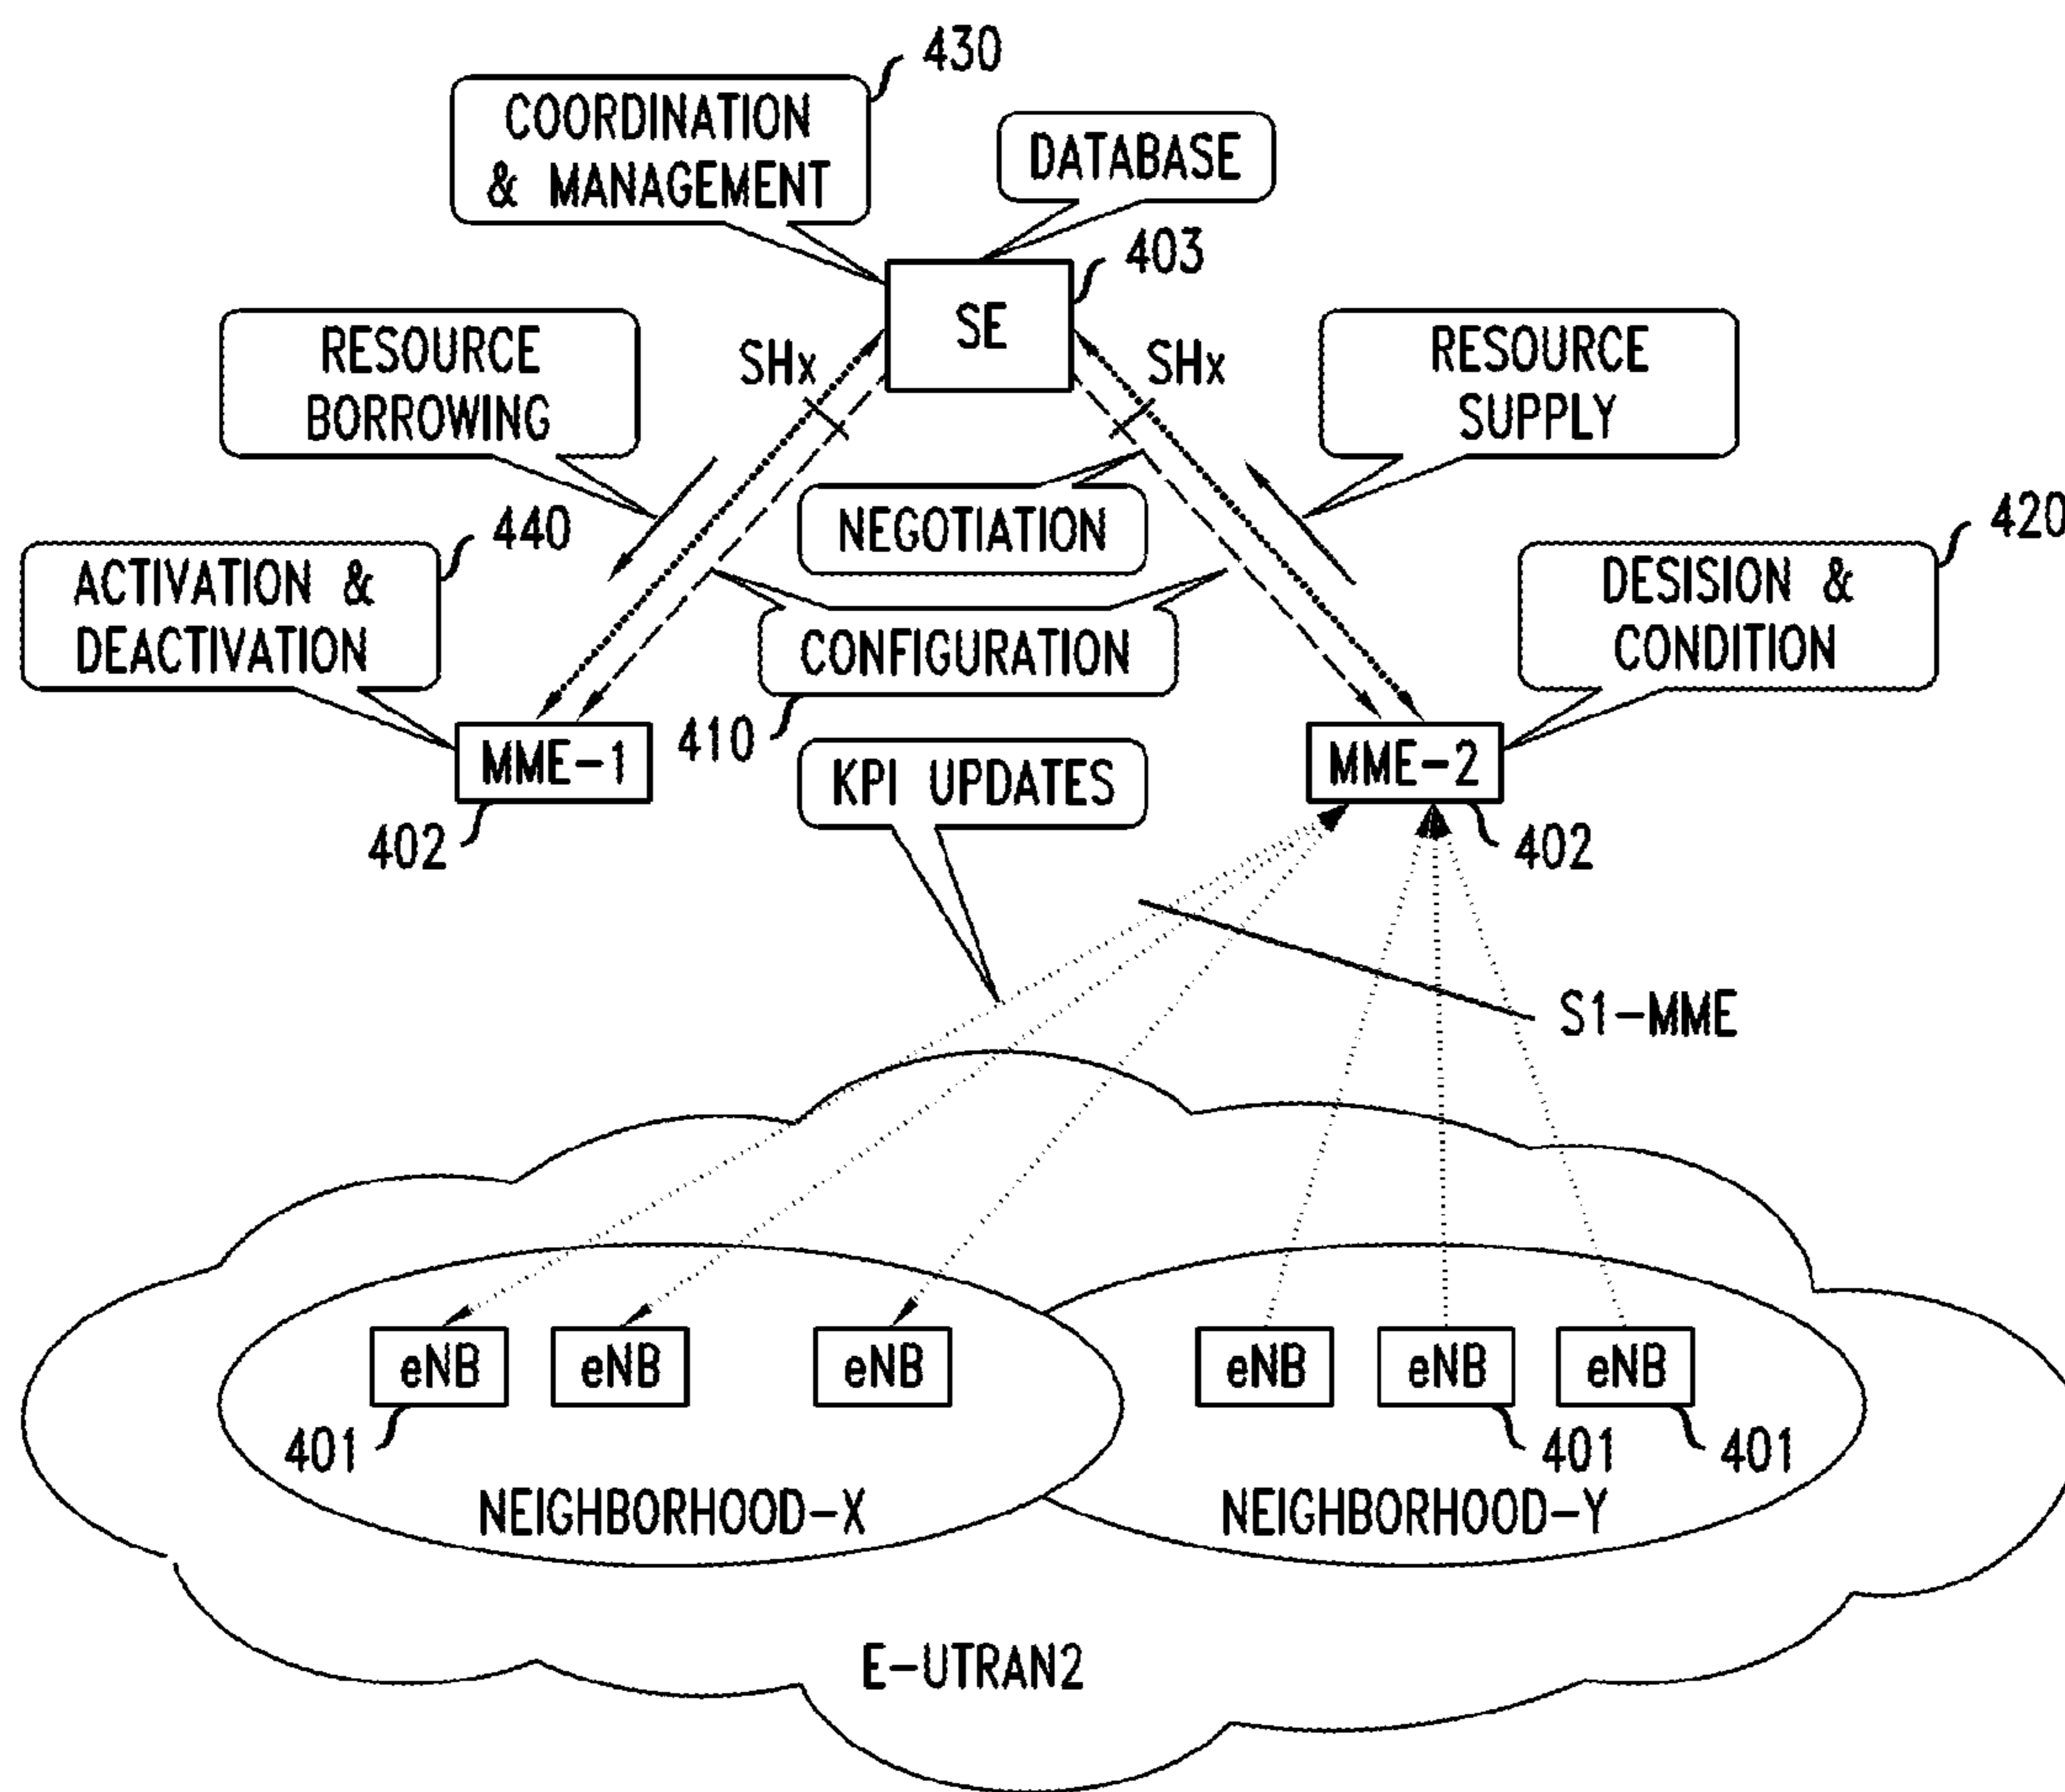 430
COORDINATION
& MANAGEMENT
DATABASE
403
SE
RESOURCE
BORROWING
SHx
SHx
RESOURCE
SUPPLY
440
NEGOTIATION
420
ACTIVATION &
DEACTIVATION
DESISION &
CONDITION
CONFIGURATION
410
MME-1
MME-2
KPI UPDATES
402
402
S1-MME
eNB
eNB
eNB
eNB
eNB
eNB
401
401
401
NEIGHBORHOOD-X
NEIGHBORHOOD-Y
E-UTRAN2